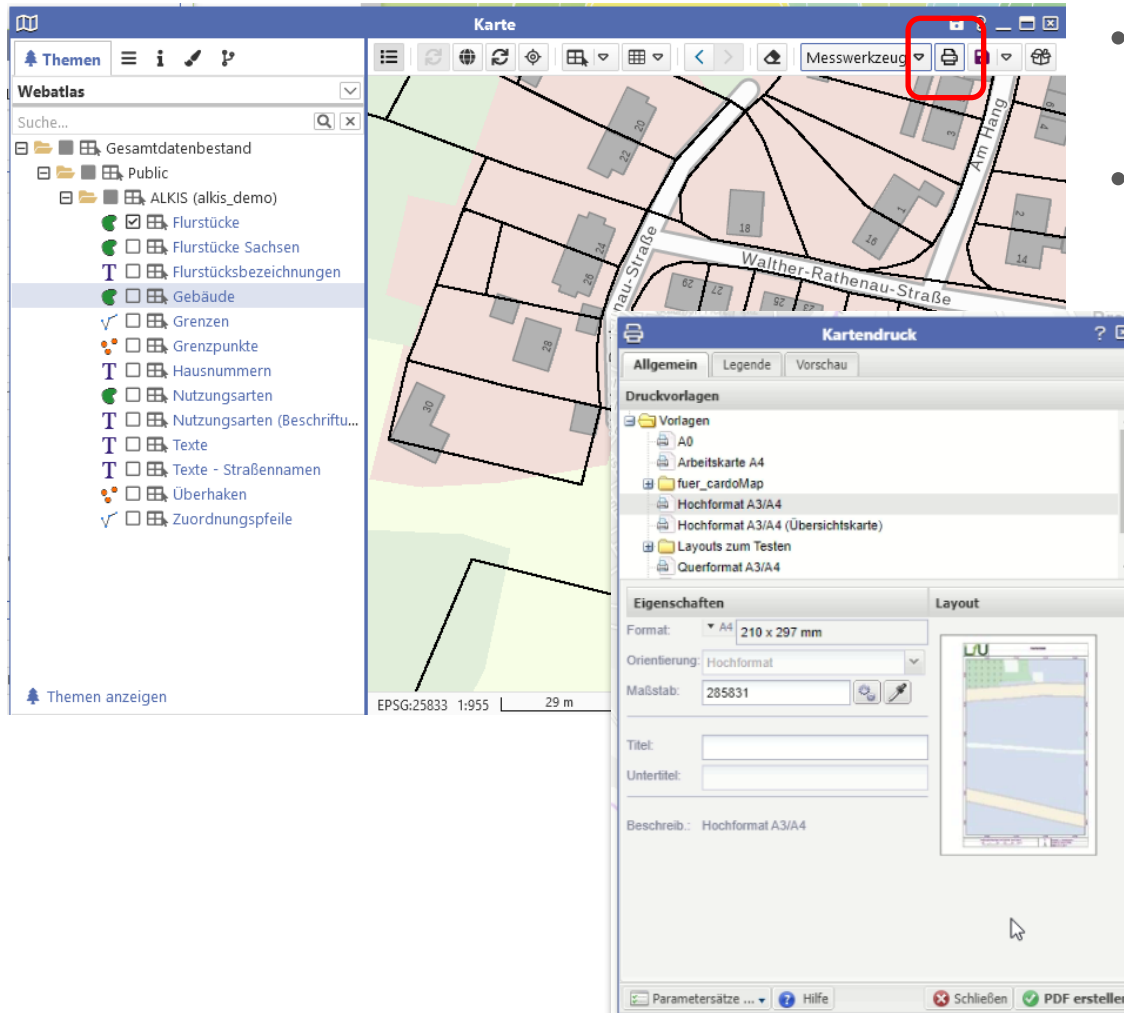 Karte
?
Themen
i
Messwerkzeug
Webatlas
Suche...
Gesamtdatenbestand
Public
ALKIS (alkis_demo)
Flurstücke
Flurstücke Sachsen
T Flurstücksbezeichnungen
Gebäude
Grenzen
Grenzpunkte
T Hausnummern
Nutzungsarten
T Nutzungsarten (Beschriftu...
T Texte
T Texte - Straßennamen
Überhaken
Zuordnungspfeile
Themen anzeigen
20
22
24
26
28
30
18
16
1
3
6
4
2
14
Am Hang
Walther-Rathenau-Straße
nau-Straße
29
27
25
EPSG:25833 1:955
29 m
Kartendruck
?
Allgemein
Legende
Vorschau
Druckvorlagen
Vorlagen
A0
Arbeitskarte A4
fuer_cardoMap
Hochformat A3/A4
Hochformat A3/A4 (Übersichtskarte)
Layouts zum Testen
Querformat A3/A4
Eigenschaften
Layout
Format: A4 210 x 297 mm
Orientierung: Hochformat
Maßstab: 285831
Titel:
Untertitel:
Beschreib.: Hochformat A3/A4
LfU
Parametersätze ...
? Hilfe
Schließen
PDF erstellen